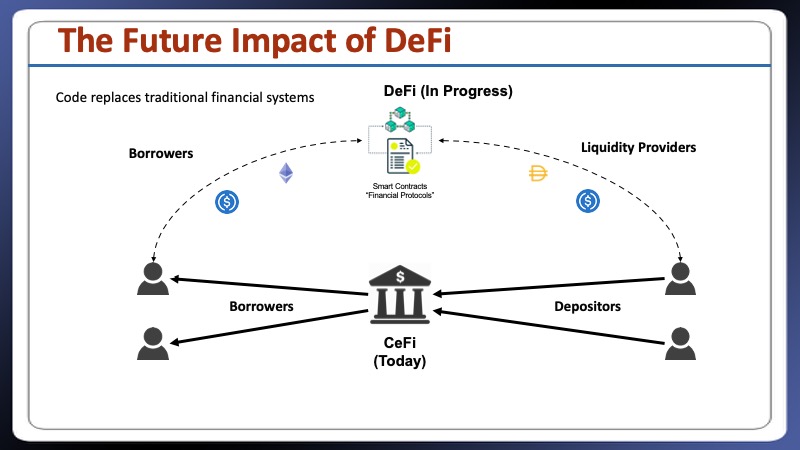 The Future Impact of DeFi
Code replaces traditional financial systems
DeFi (In Progress)
Borrowers
Liquidity Providers
Smart Contracts
“Financial Protocols”
$
$
$
Borrowers
Depositors
CeFi
(Today)